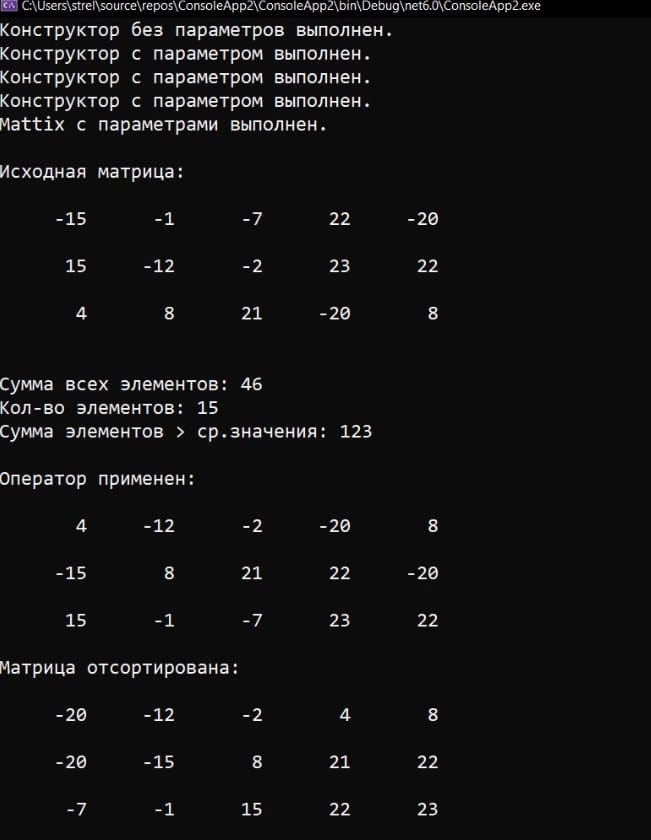 C:\Users\strel\source\repos\ConsoleApp2\ConsoleApp2\bin\Debug\net6.0\ConsoleApp2.exe
Конструктор без параметров выполнен.
Конструктор с параметром выполнен.
Конструктор с параметром выполнен.
Конструктор с параметром выполнен.
Mattix с параметрами выполнен.
Исходная матрица:
-15 -1 -7 22 -20
15 -12 -2 23 22
4 8 21 -20 8
Сумма всех элементов: 46
Кол-во элементов: 15
Сумма элементов > ср.значения: 123
Оператор применен:
4 -12 -2 -20 8
-15 8 21 22 -20
15 -1 -7 23 22
Матрица отсортирована:
-20 -12 -2 4 8
-20 -15 8 21 22
-7 -1 15 22 23